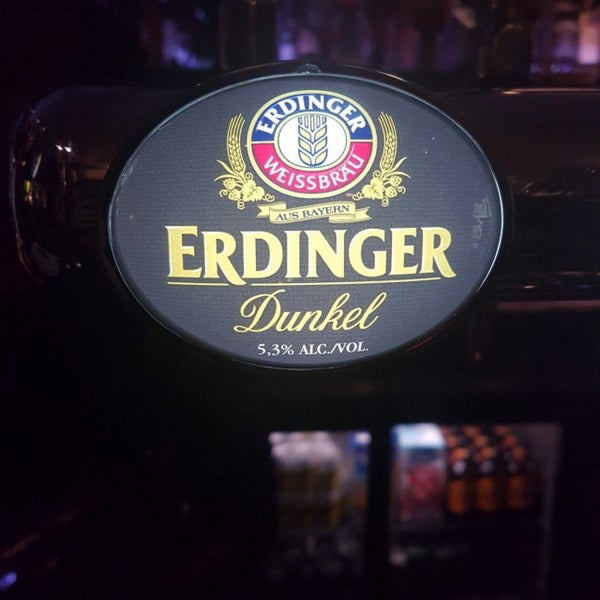 ERDINGER
WEISSBRÄU
AUS BAYERN
ERDINGER
Dunkel
5,3% ALC./VOL.